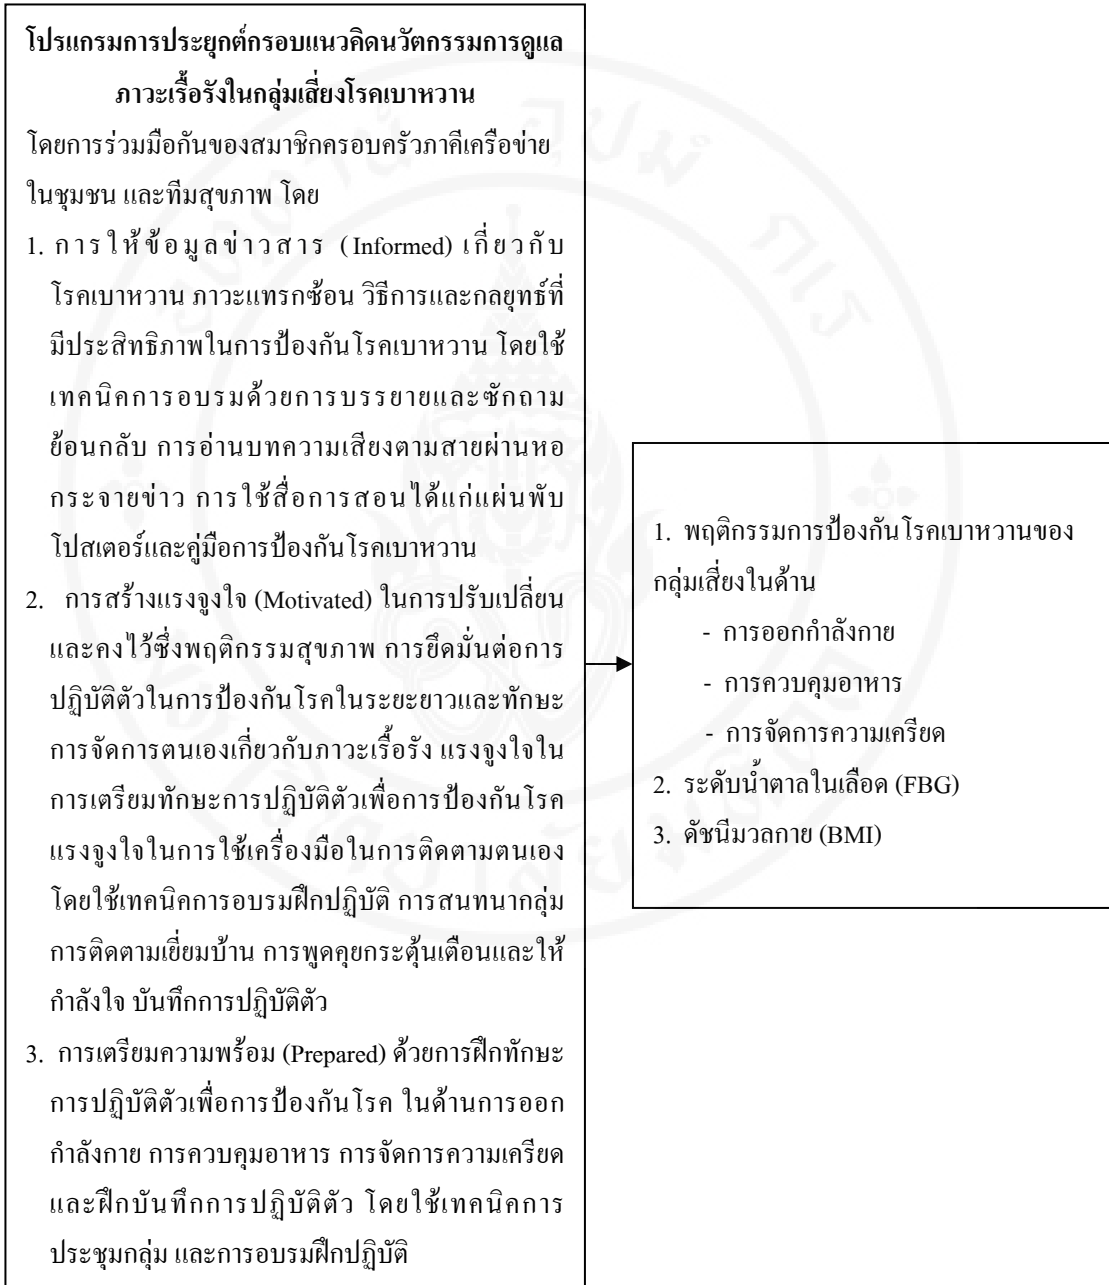 โปรแกรมการประยุกต์กรอบแนวคิดนวัตกรรมการดูแล
ภาวะเรื้อรังในกลุ่มเสี่ยงโรคเบาหวาน
โดยการร่วมมือกันของสมาชิกครอบครัวภาคีเครือข่าย
ในชุมชน และทีมสุขภาพ โดย
1. การให้ข้อมูลข่าวสาร (Informed) เกี่ยวกับ
โรคเบาหวาน ภาวะแทรกซ้อน วิธีการและกลยุทธ์ที่
มีประสิทธิภาพในการป้องกันโรคเบาหวาน โดยใช้
เทคนิคการอบรมด้วยการบรรยายและซักถาม
ย้อนกลับ การอ่านบทความเสียงตามสายผ่านหอ
กระจายข่าว การใช้สื่อการสอนได้แก่แผ่นพับ
โปสเตอร์และคู่มือการป้องกันโรคเบาหวาน
2. การสร้างแรงจูงใจ (Motivated) ในการปรับเปลี่ยน
และคงไว้ซึ่งพฤติกรรมสุขภาพ การยึดมั่นต่อการ
ปฏิบัติตัวในการป้องกันโรคในระยะยาวและทักษะ
การจัดการตนเองเกี่ยวกับภาวะเรื้อรัง แรงจูงใจใน
การเตรียมทักษะการปฏิบัติตัวเพื่อการป้องกันโรค
แรงจูงใจในการใช้เครื่องมือในการติดตามตนเอง
โดยใช้เทคนิคการอบรมฝึกปฏิบัติ การสนทนากลุ่ม
การติดตามเยี่ยมบ้าน การพูดคุยกระตุ้นเตือนและให้
กำลังใจ บันทึกการปฏิบัติตัว
3. การเตรียมความพร้อม (Prepared) ด้วยการฝึกทักษะ
การปฏิบัติตัวเพื่อการป้องกันโรค ในด้านการออก
กำลังกาย การควบคุมอาหาร การจัดการความเครียด
และฝึกบันทึกการปฏิบัติตัว โดยใช้เทคนิคการ
ประชุมกลุ่ม และการอบรมฝึกปฏิบัติ
1. พฤติกรรมการป้องกันโรคเบาหวานของ
กลุ่มเสี่ยงในด้าน
- การออกกำลังกาย
- การควบคุมอาหาร
- การจัดการความเครียด
2. ระดับน้ำตาลในเลือด (FBG)
3. ดัชนีมวลกาย (BMI)